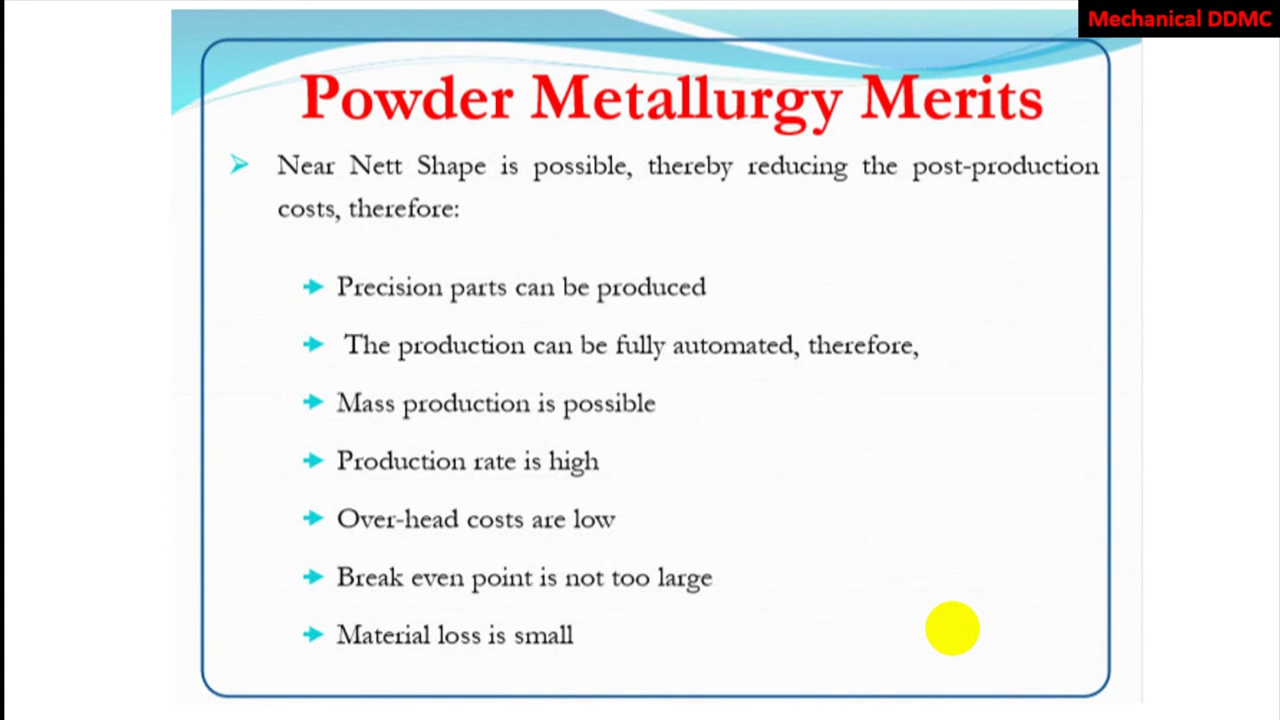 Mechanical DDMC
Powder Metallurgy Merits
Near Nett Shape is possible, thereby reducing the post-production
costs, therefore:
Precision parts can be produced
The production can be fully automated, therefore,
Mass production is possible
Production rate is high
Over-head costs are low
Break even point is not too large
Material loss is small